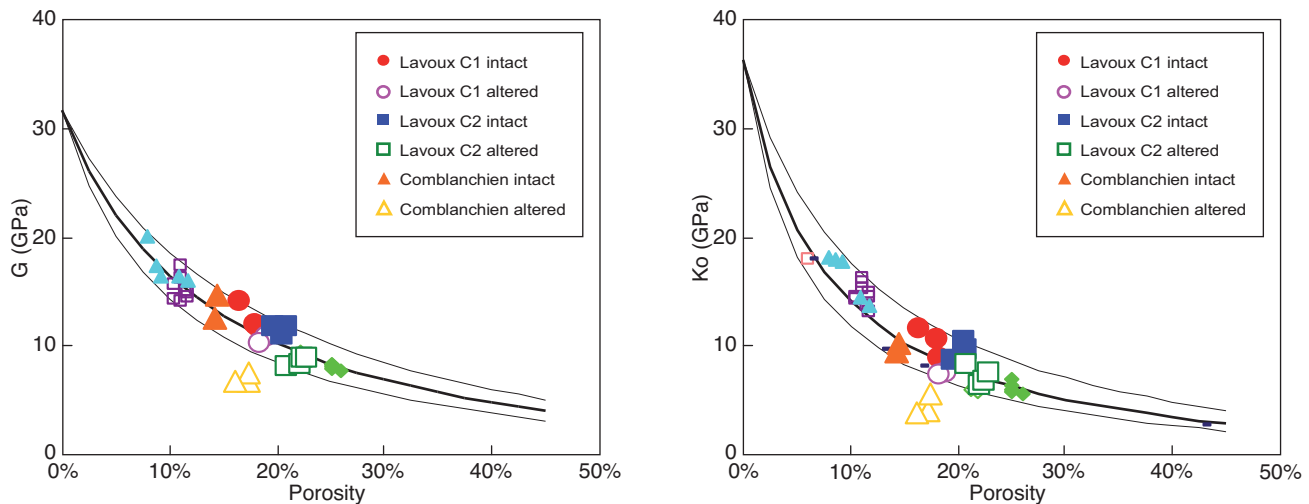 40
30
20
10
0
G (GPa)
0%
10%
20%
30%
40%
50%
Porosity
Lavoux C1 intact
Lavoux C1 altered
Lavoux C2 intact
Lavoux C2 altered
Comblanchien intact
Comblanchien altered
40
30
20
10
0
Ko (GPa)
0%
10%
20%
30%
40%
50%
Porosity
Lavoux C1 intact
Lavoux C1 altered
Lavoux C2 intact
Lavoux C2 altered
Comblanchien intact
Comblanchien altered